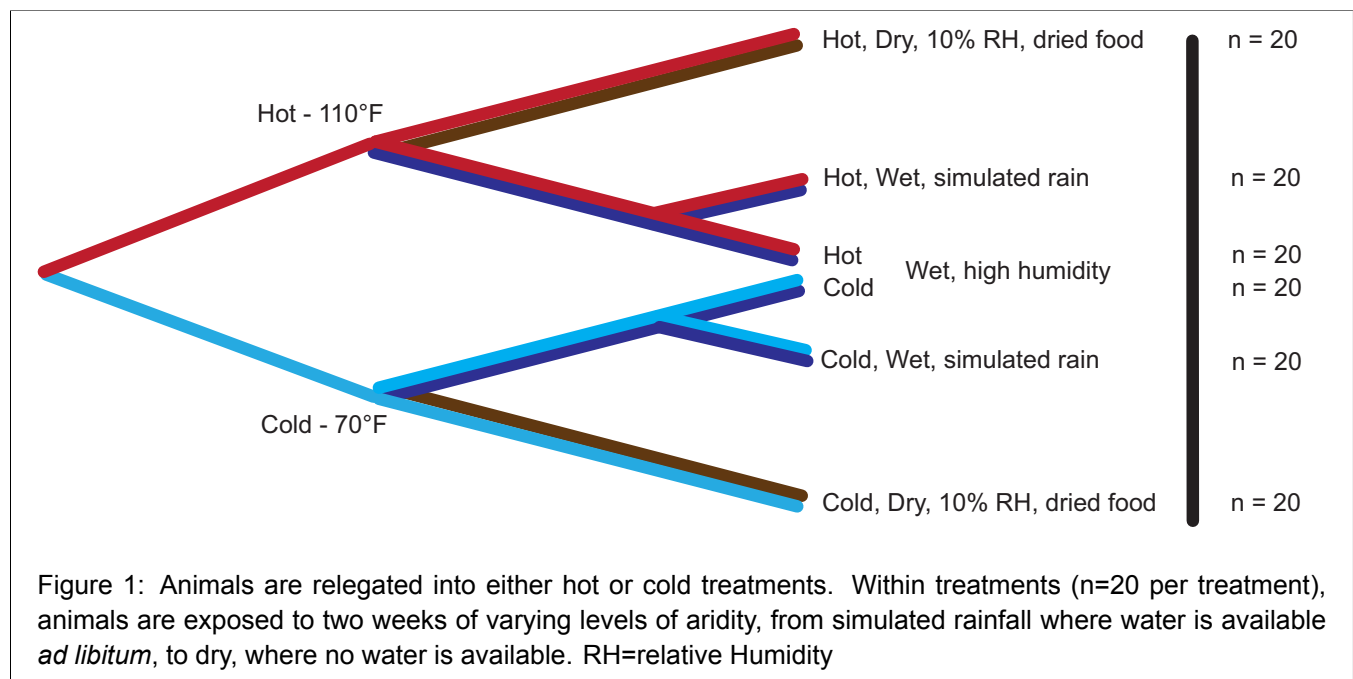 Hot, Dry, 10% RH, dried food n = 20
Hot - 110°F
Hot, Wet, simulated rain n = 20
Hot n = 20
Wet, high humidity
Cold n = 20
Cold, Wet, simulated rain n = 20
Cold - 70°F
Cold, Dry, 10% RH, dried food n = 20
Figure 1: Animals are relegated into either hot or cold treatments. Within treatments (n=20 per treatment),
animals are exposed to two weeks of varying levels of aridity, from simulated rainfall where water is available
ad libitum, to dry, where no water is available. RH=relative Humidity